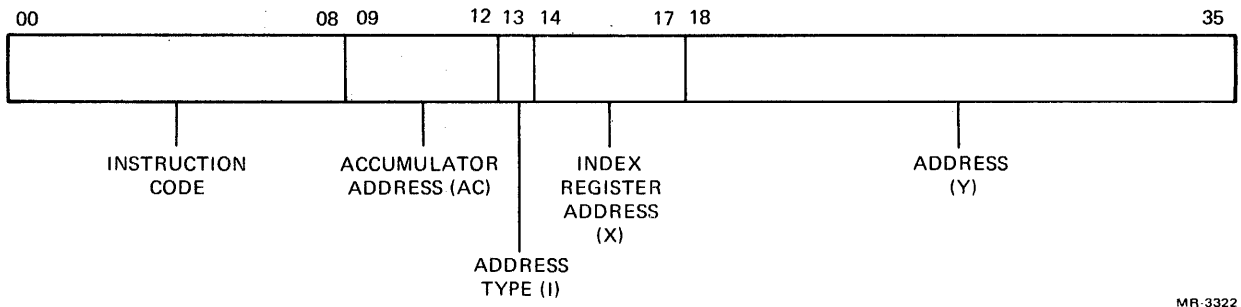 00 08 09 12 13 14 17 18 35
INSTRUCTION
CODE
ACCUMULATOR
ADDRESS (AC)
ADDRESS
TYPE (I)
INDEX
REGISTER
ADDRESS
(X)
ADDRESS
(Y)
MR-3322